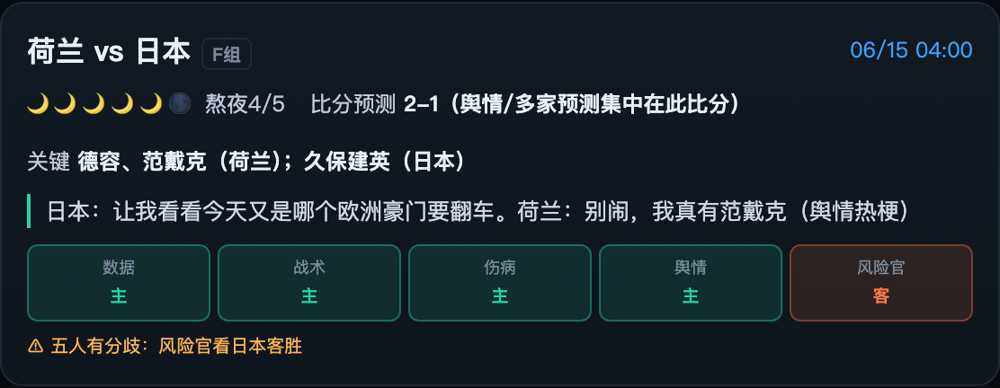 荷兰 vs 日本 F组 06/15 04:00
🌙🌙🌙🌙🌙🌑 熬夜4/5 比分预测 2–1（舆情/多家预测集中在此比分）
关键 德容、范戴克（荷兰）；久保建英（日本）
日本：让我看看今天又是哪个欧洲豪门要翻车。荷兰：别闹，我真有范戴克（舆情热梗）
数据 战术 伤病 舆情 风险官
主 主 主 主 客
⚠ 五人有分歧：风险官看日本客胜